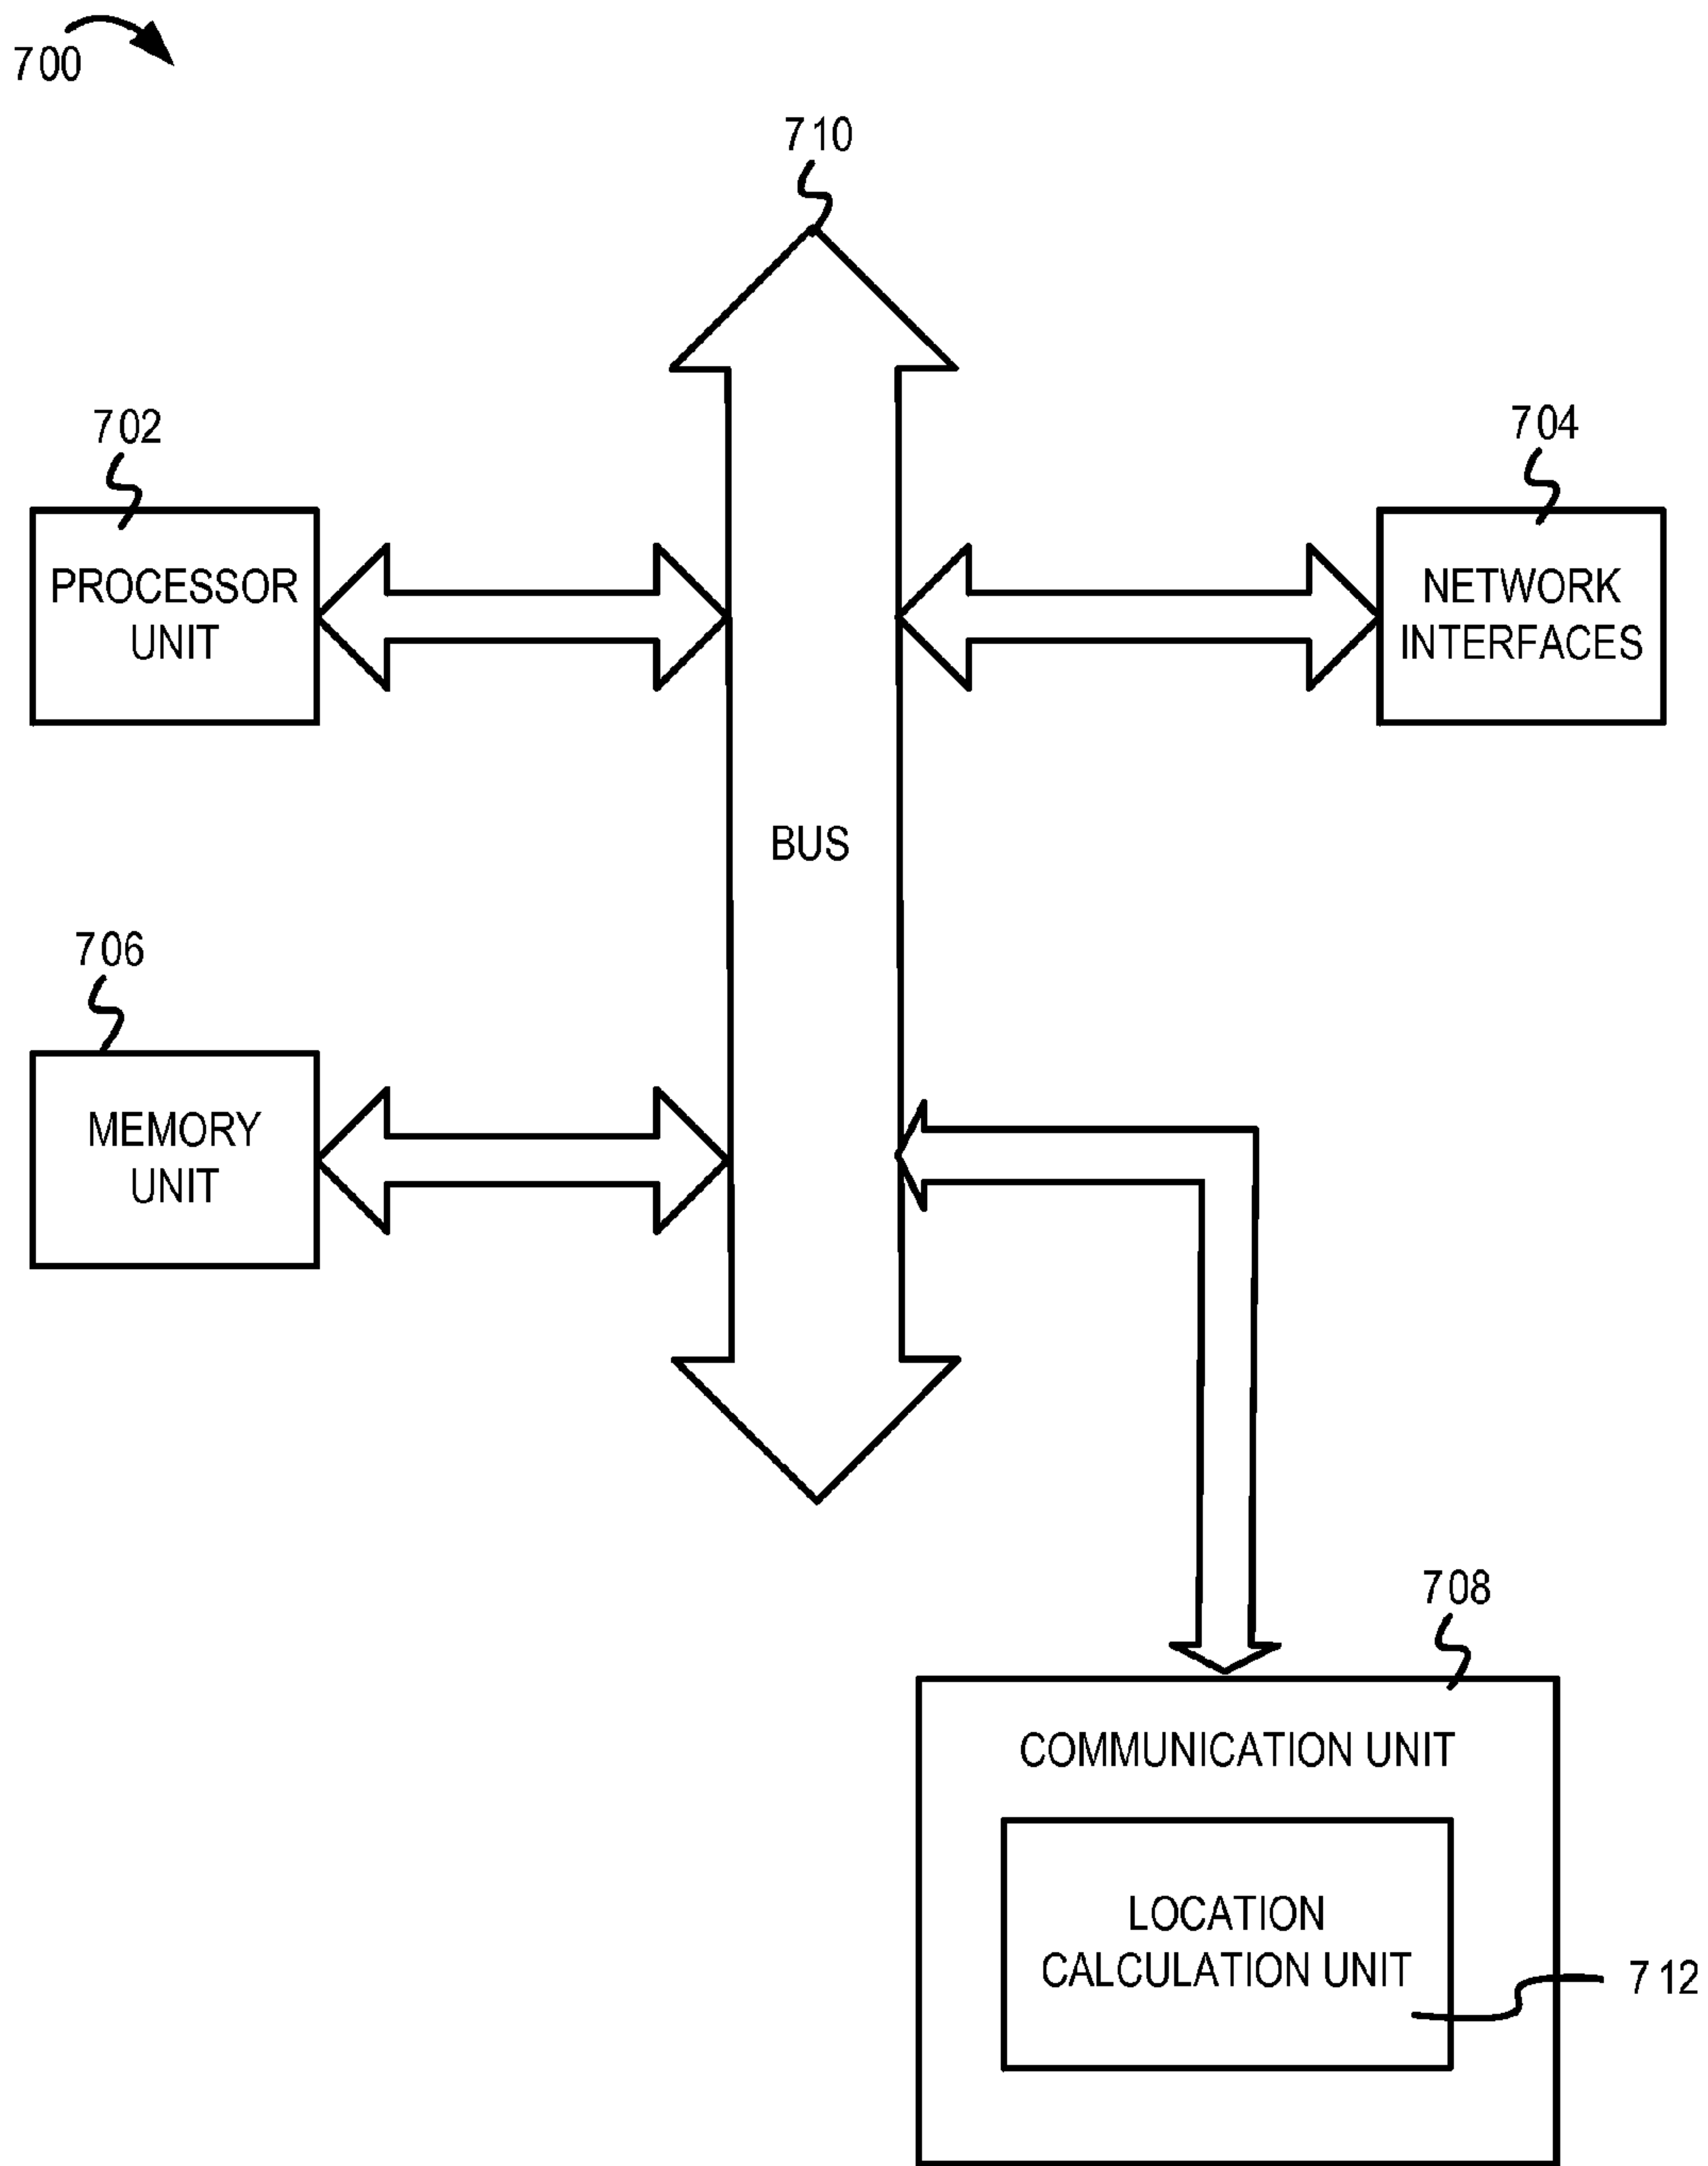 700
710
702
704
PROCESSOR
UNIT
NETWORK
INTERFACES
BUS
706
MEMORY
UNIT
708
COMMUNICATION UNIT
LOCATION
CALCULATION UNIT
712